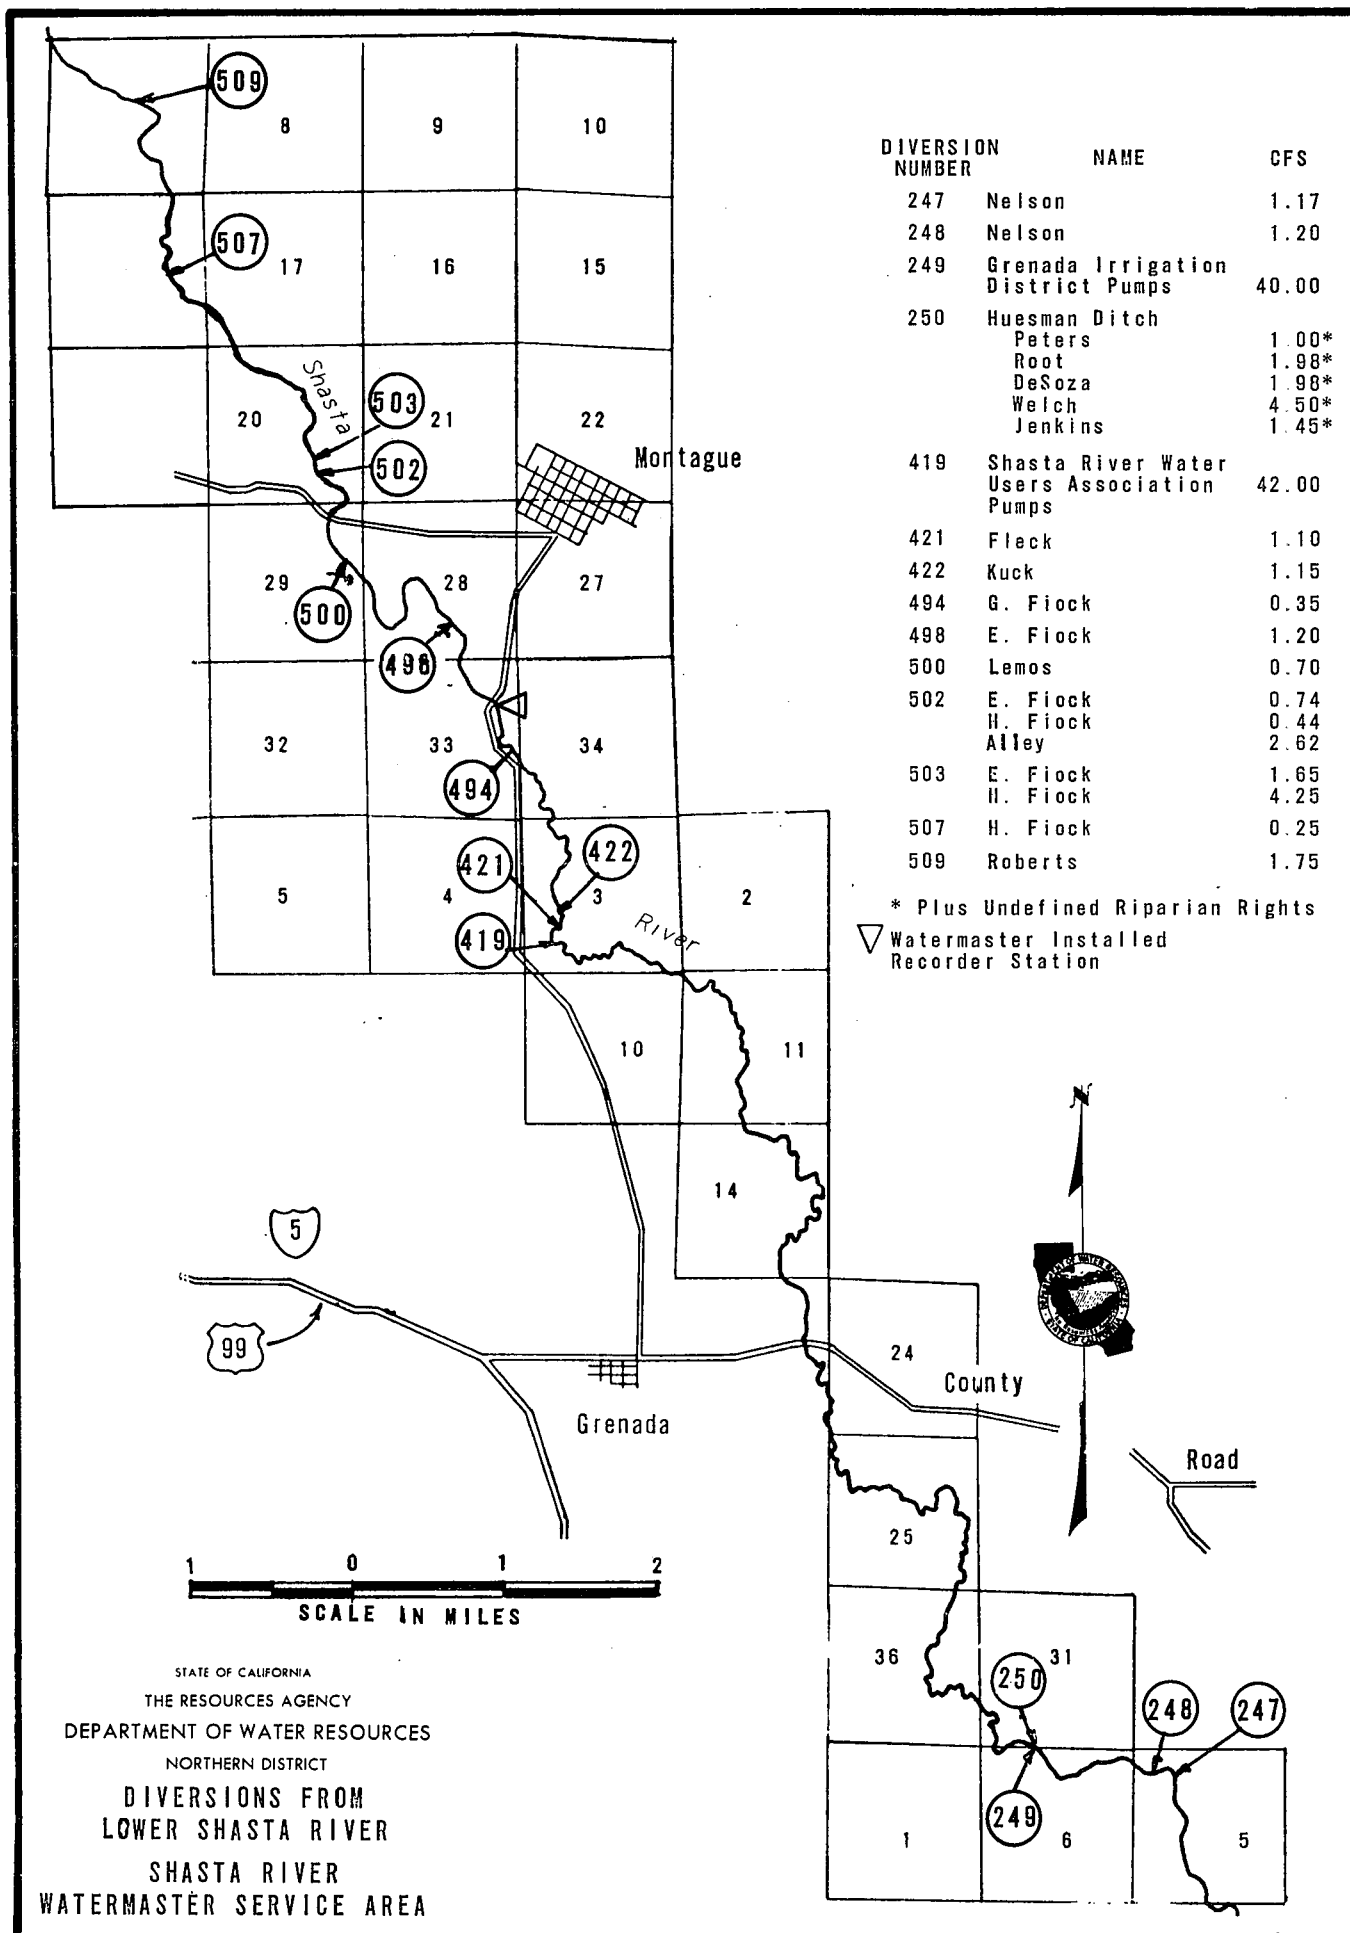 509
8
9
10
507
17
16
15
Shasta
503
20
21
22
502
Montague
29
28
27
500
498
32
33
34
494
421
422
5
4
3
2
419
River
10
11
14
5
99
24
County
Grenada
Road
25
36
31
250
248
247
249
1
6
5
DIVERSION NUMBER NAME CFS
247 Nelson 1.17
248 Nelson 1.20
249 Grenada Irrigation
District Pumps 40.00
250 Huesman Ditch
Peters 1.00*
Root 1.98*
DeSoza 1.98*
Welch 4.50*
Jenkins 1.45*
419 Shasta River Water
Users Association 42.00
Pumps
421 Fleck 1.10
422 Kuck 1.15
494 G. Fiock 0.35
498 E. Fiock 1.20
500 Lemos 0.70
502 E. Fiock 0.74
H. Fiock 0.44
Alley 2.62
503 E. Fiock 1.65
H. Fiock 4.25
507 H. Fiock 0.25
509 Roberts 1.75
* Plus Undefined Riparian Rights
Watermaster Installed
Recorder Station
N
DEPARTMENT OF WATER RESOURCES
STATE OF CALIFORNIA
1 0 1 2
SCALE IN MILES
STATE OF CALIFORNIA
THE RESOURCES AGENCY
DEPARTMENT OF WATER RESOURCES
NORTHERN DISTRICT
DIVERSIONS FROM
LOWER SHASTA RIVER
SHASTA RIVER
WATERMASTER SERVICE AREA